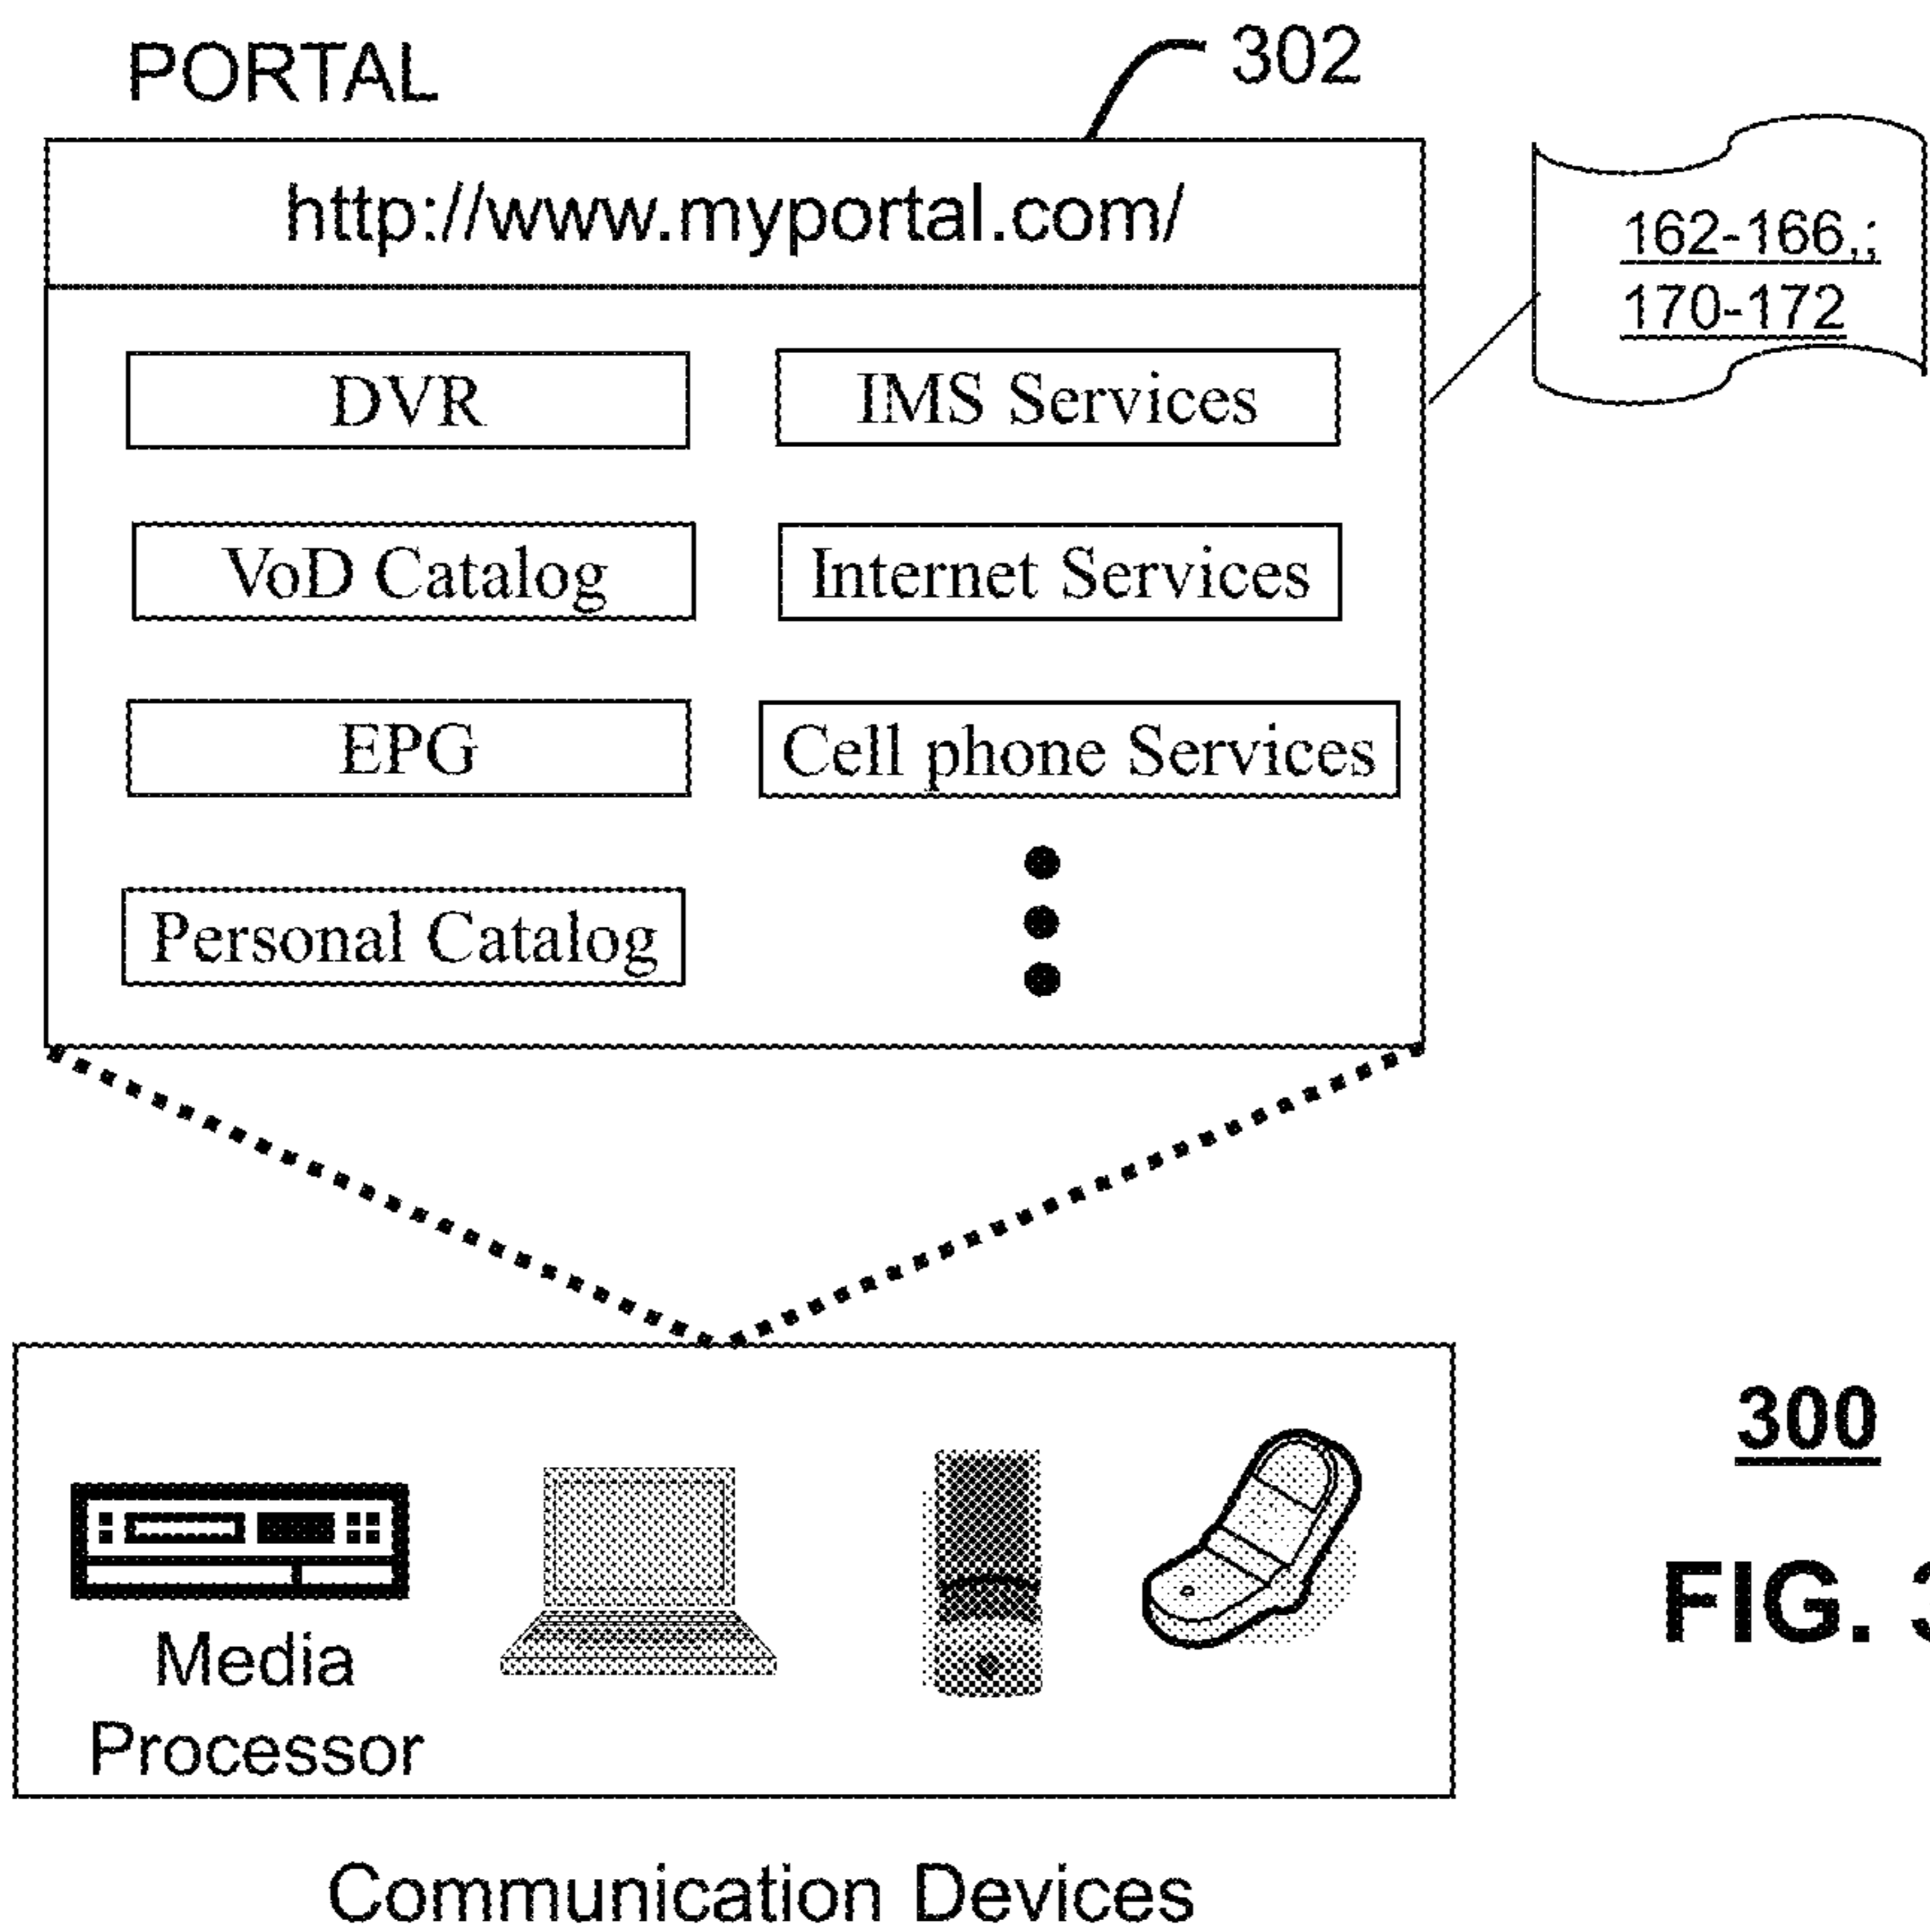 PORTAL
302
http://www.myportal.com/
162-166,;
170-172
DVR
IMS Services
VoD Catalog
Internet Services
EPG
Cell phone Services
Personal Catalog
300
FIG. 3
Media
Processor
Communication Devices